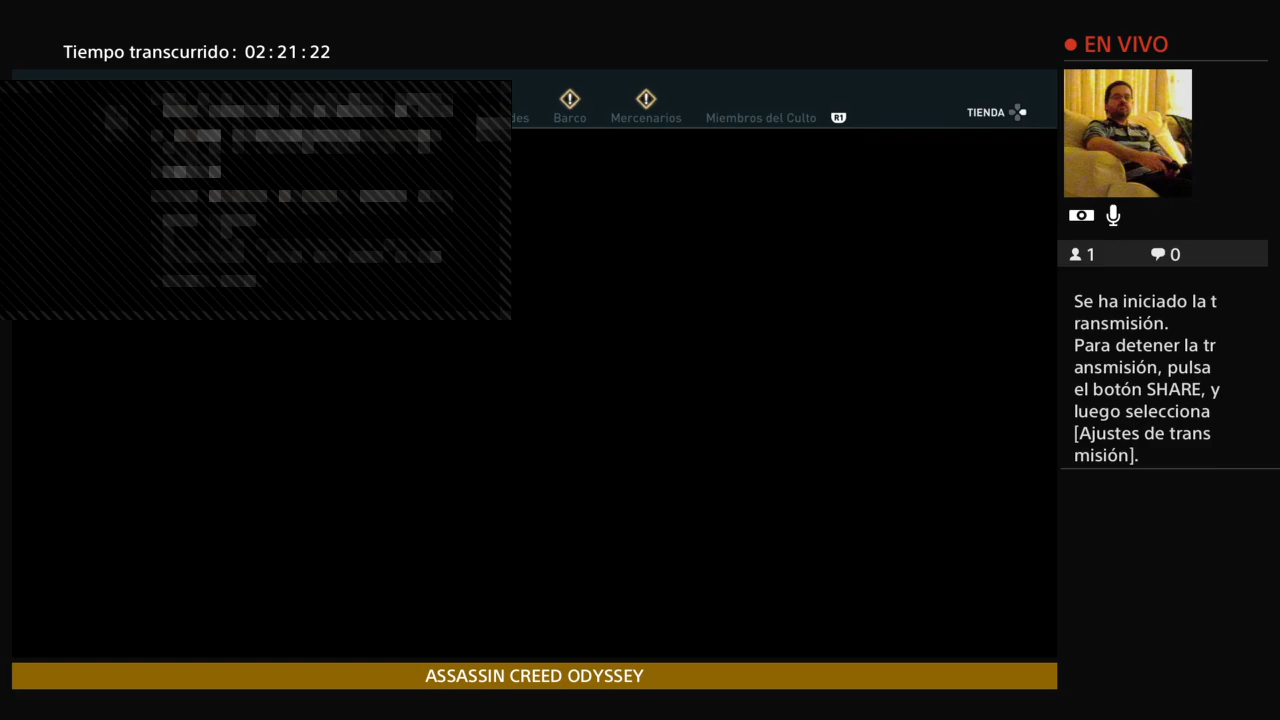 Tiempo transcurrido: 02:21:22
EN VIVO
Barco
Mercenarios
Miembros del Culto
R1
TIENDA
1
0
Se ha iniciado la t
ransmisión.
Para detener la tr
ansmisión, pulsa
el botón SHARE, y
luego selecciona
[Ajustes de trans
misión].
ASSASSIN CREED ODYSSEY